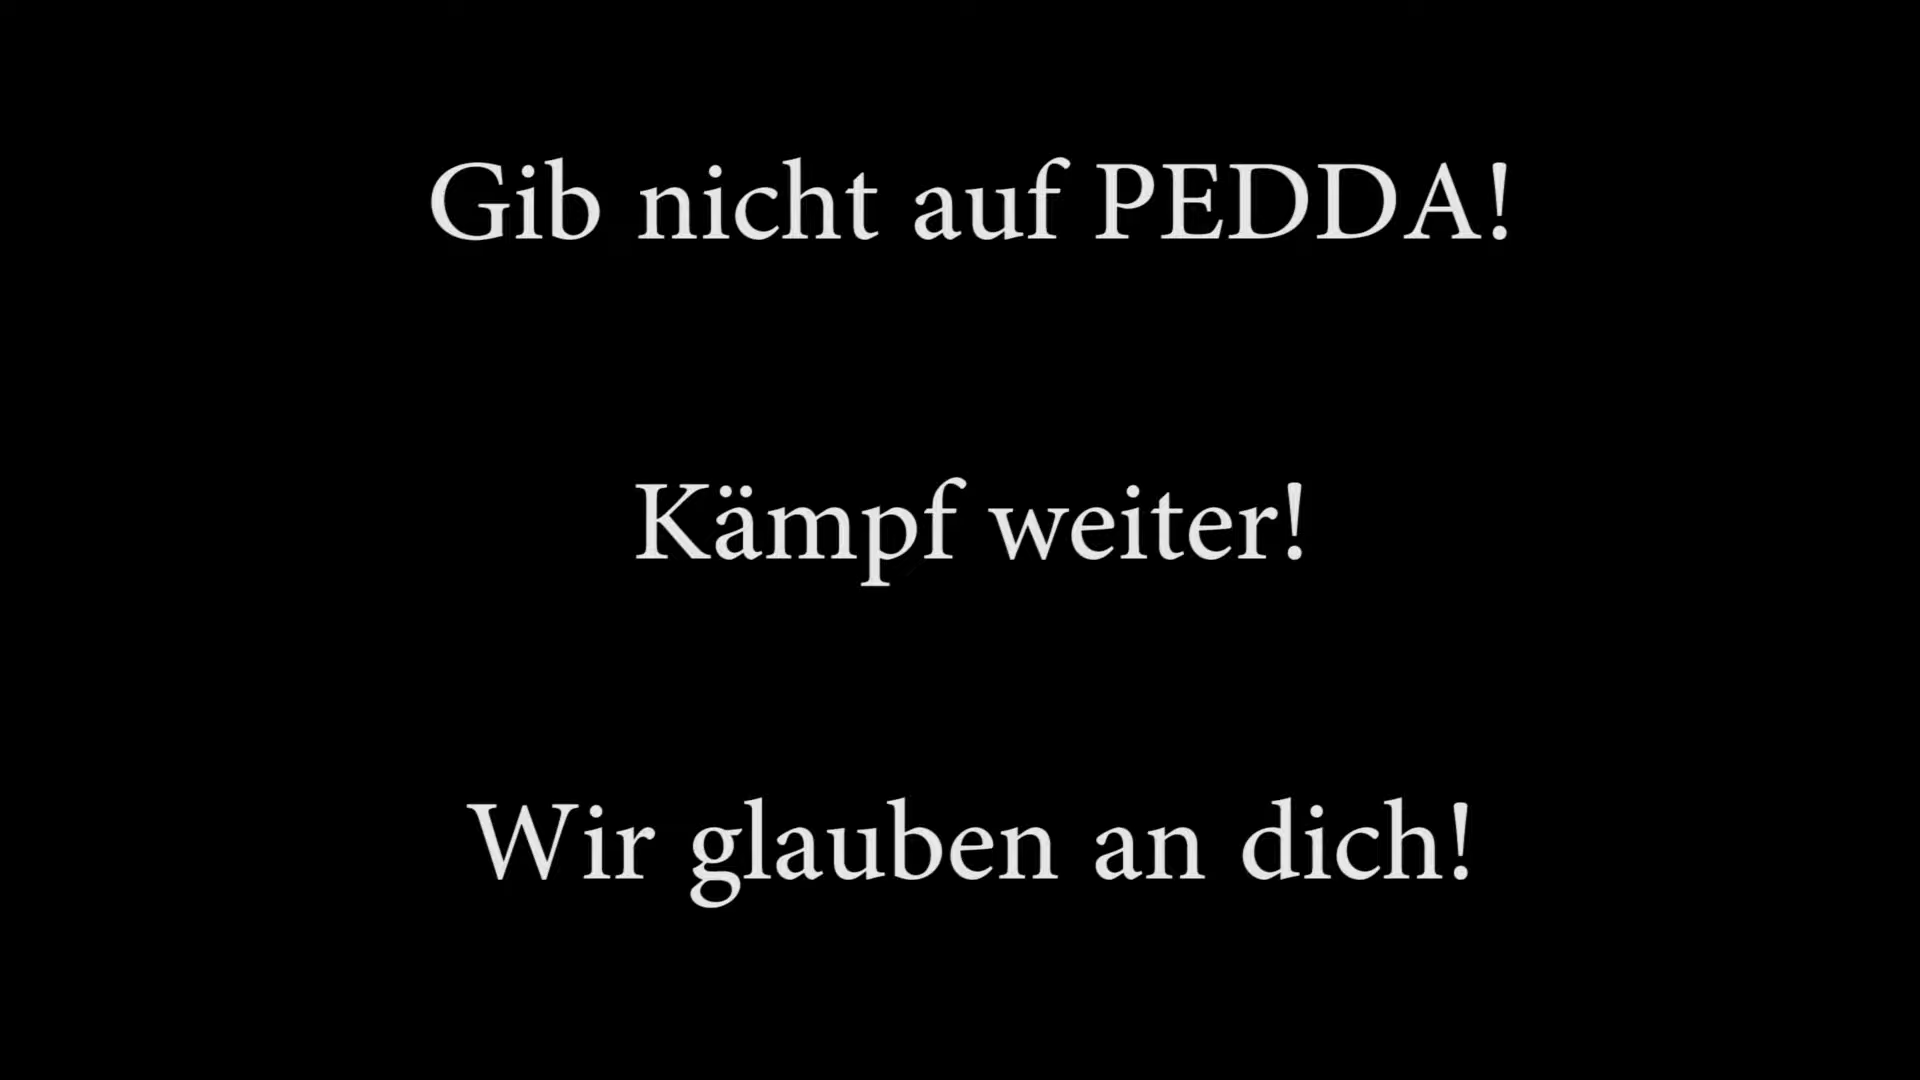 Gib nicht auf PEDDA!
Kämpf weiter!
Wir glauben an dich!